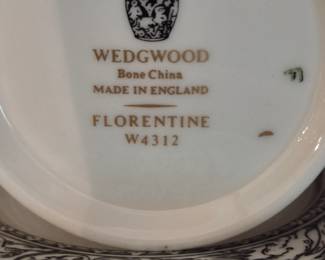 WEDGWOOD
Bone China
MADE IN ENGLAND
FLORENTINE
W4312